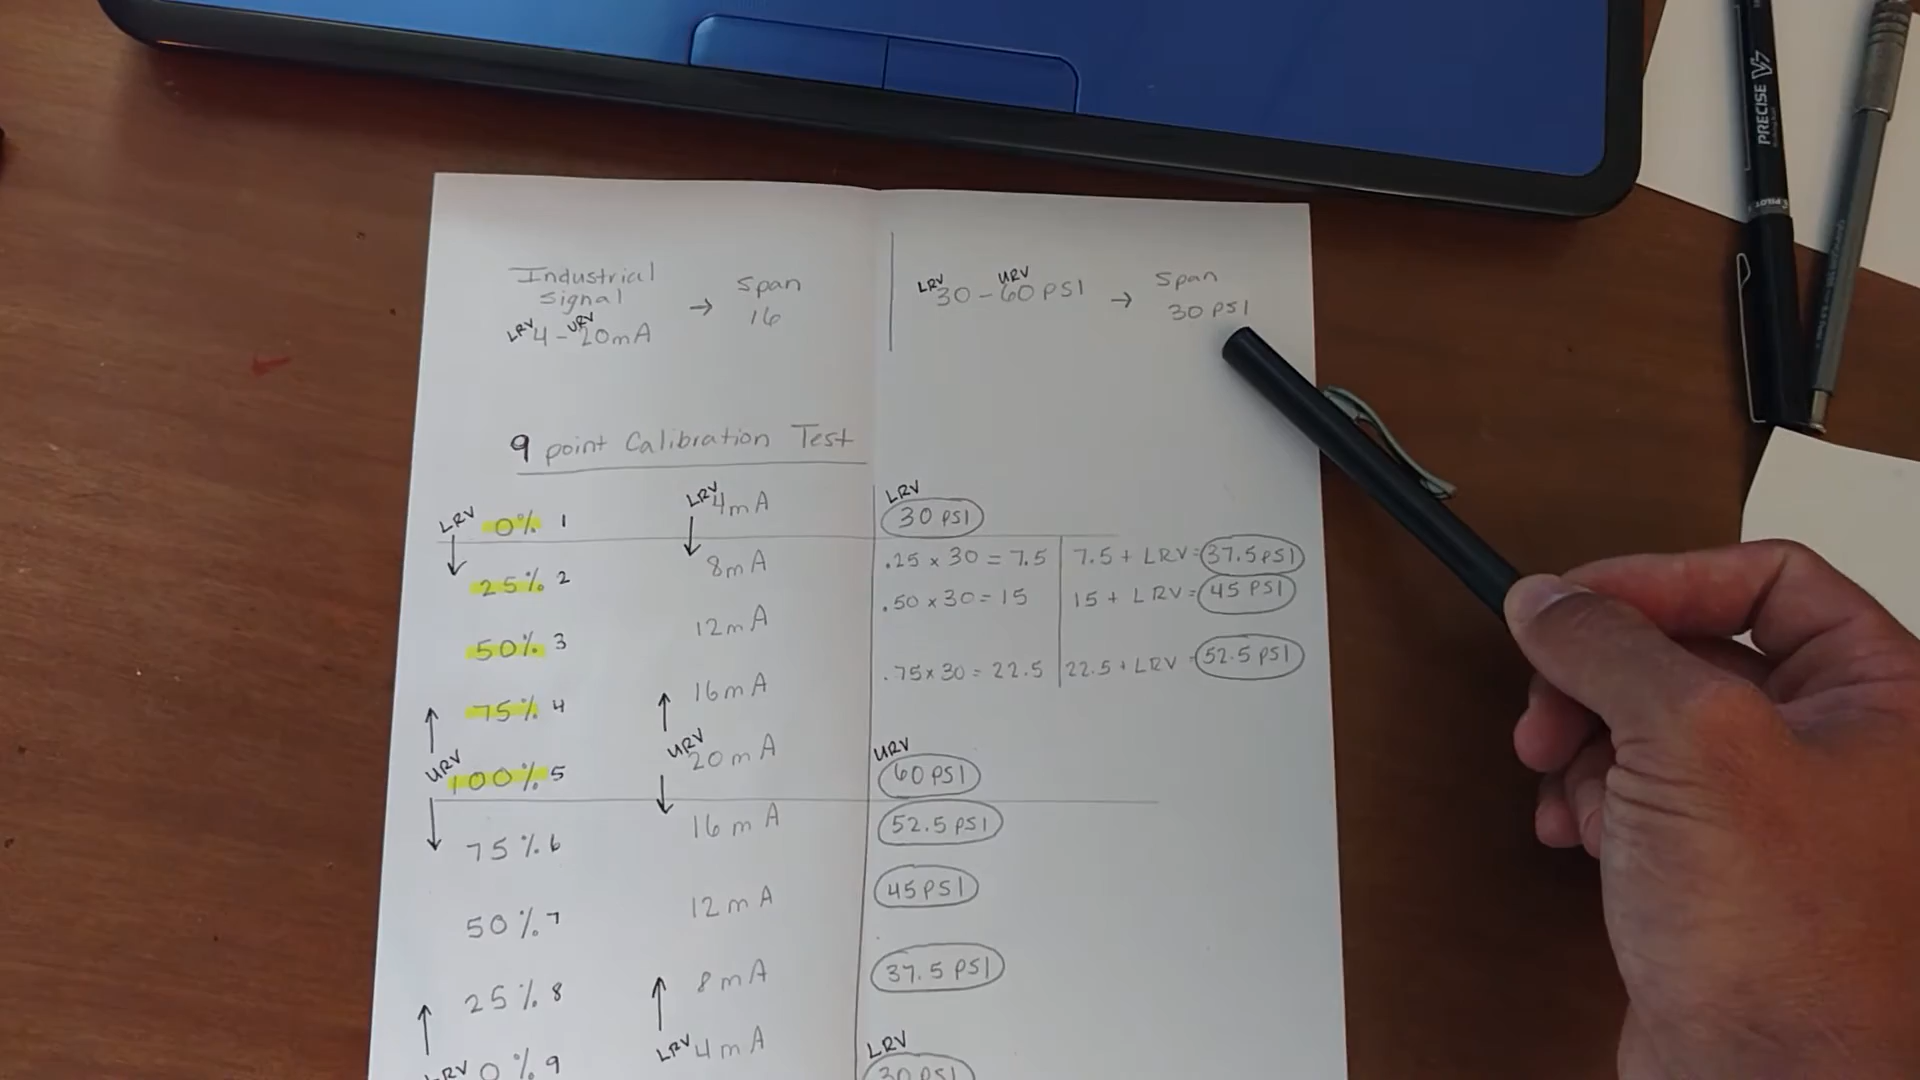 Industrial
Signal
LRV 4 - URV 20mA
→ Span
16
LRV 30 - URV 60 PSI → Span
30 PSI
9 point Calibration Test
LRV 0% 1 LRV 4mA LRV 30 PSI
25% 2 8mA .25 x 30 = 7.5 7.5 + LRV = 37.5 PSI
50% 3 12mA .50 x 30 = 15 15 + LRV = 45 PSI
75% 4 16mA .75 x 30 = 22.5 22.5 + LRV = 52.5 PSI
URV 100% 5 URV 20mA URV 60 PSI
75% 6 16mA 52.5 PSI
50% 7 12mA 45 PSI
25% 8 8mA 37.5 PSI
LRV 0% 9 LRV 4mA LRV 30 PSI
PRECISE V7
PILOT